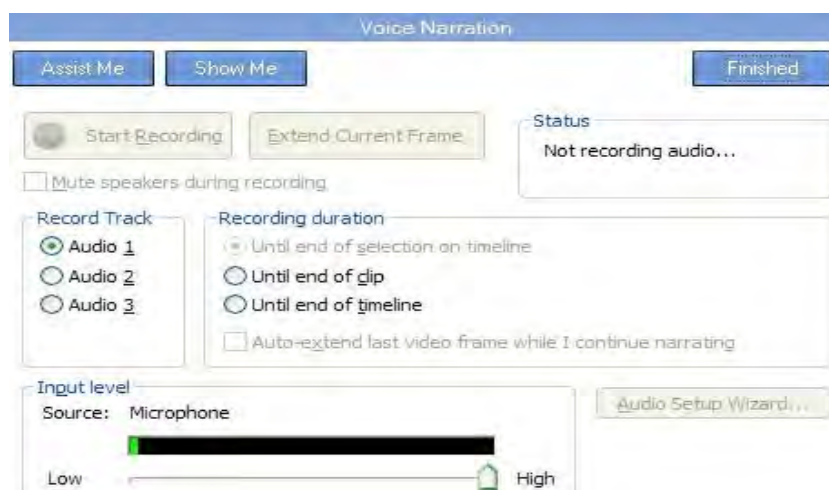 Voice Narration
Assist Me Show Me Finished
Start Recording Extend Current Frame
Status
Not recording audio...
Mute speakers during recording
Record Track
Audio 1
Audio 2
Audio 3
Recording duration
Until end of selection on timeline
Until end of clip
Until end of timeline
Auto-extend last video frame while I continue narrating
Input level
Source: Microphone
Low High
Audio Setup Wizard...